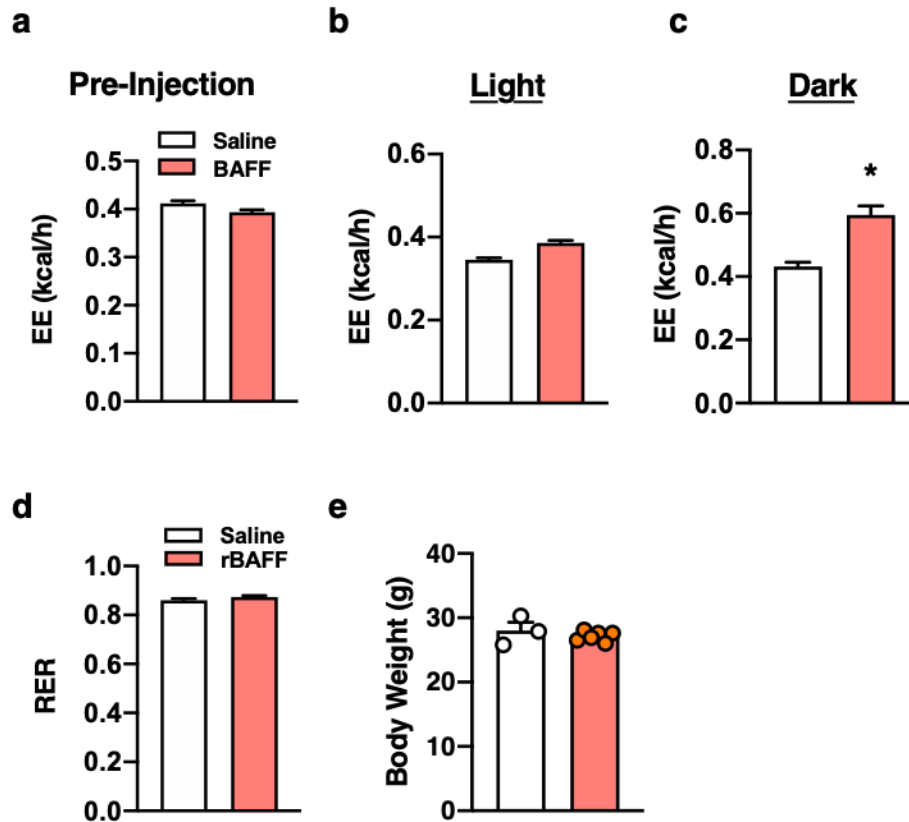 a
Pre-Injection
Saline
BAFF
EE (kcal/h)
0.5
0.4
0.3
0.2
0.1
0.0
b
Light
EE (kcal/h)
0.6
0.4
0.2
0.0
c
Dark
EE (kcal/h)
0.8
0.6
0.4
0.2
0.0
*
d
Saline
rBAFF
RER
1.0
0.8
0.6
0.4
0.2
0.0
e
Body Weight (g)
40
30
20
10
0